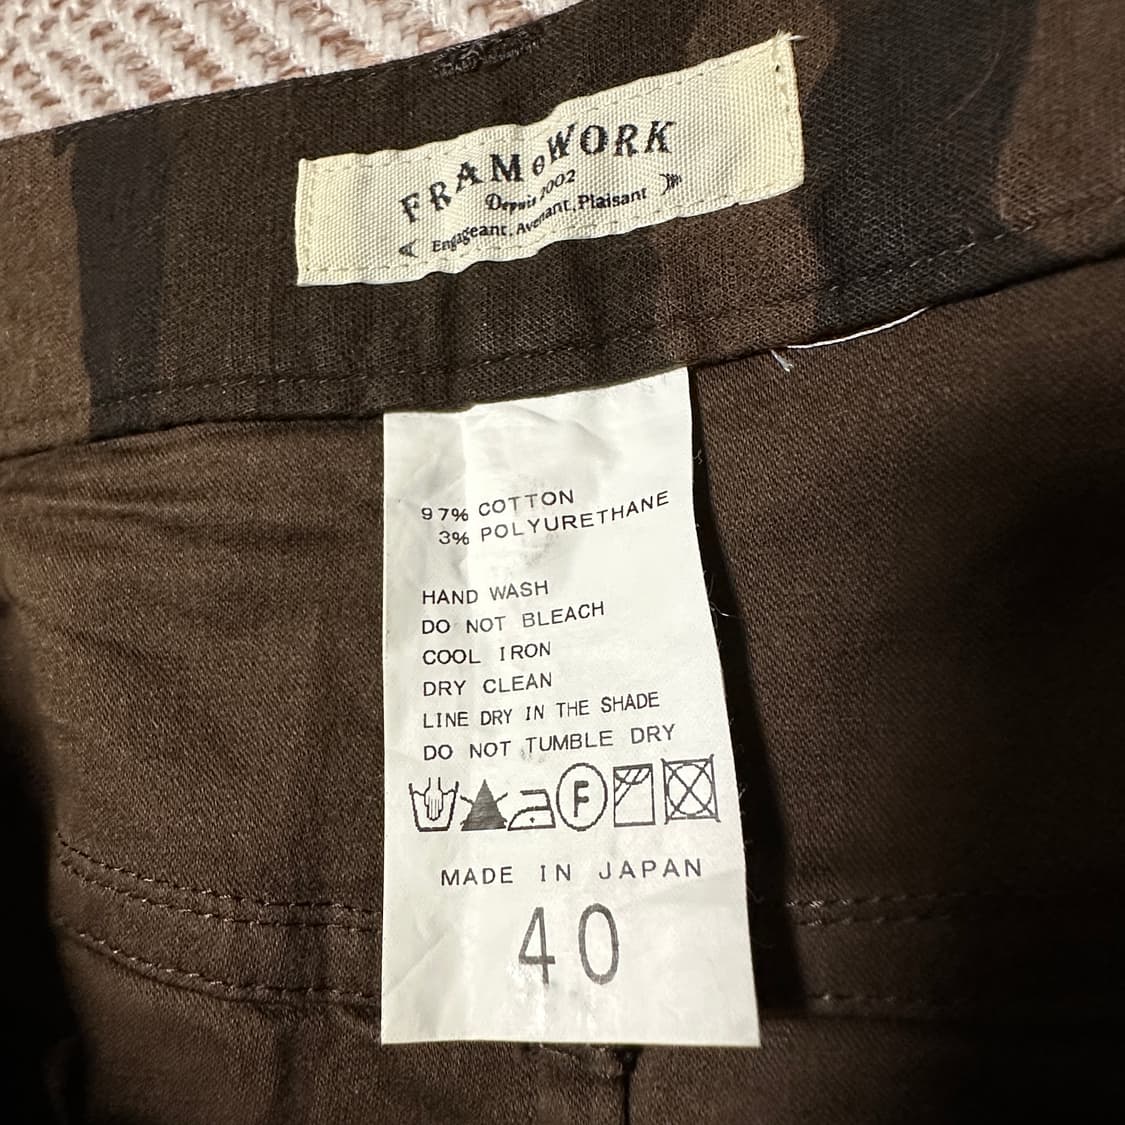 FRAMeWORK
Depuis 2002
Engageant. Avenant. Plaisant
97% COTTON
3% POLYURETHANE
HAND WASH
DO NOT BLEACH
COOL IRON
DRY CLEAN
LINE DRY IN THE SHADE
DO NOT TUMBLE DRY
F
MADE IN JAPAN
40